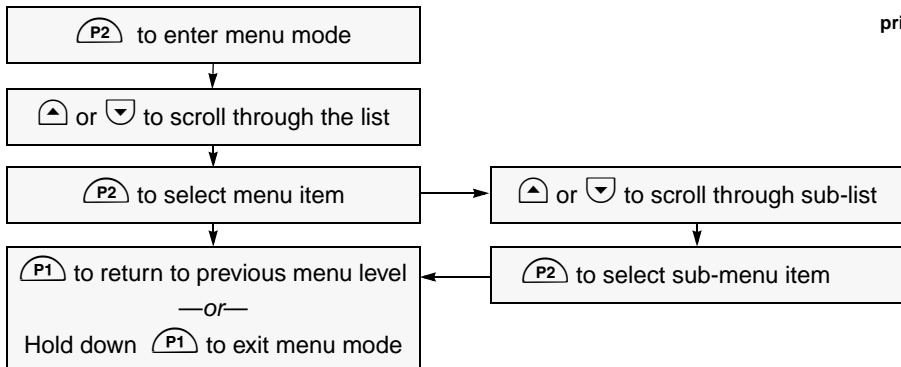 P2 to enter menu mode
pri
or to scroll through the list
P2 to select menu item
or to scroll through sub-list
P1 to return to previous menu level
—or—
Hold down P1 to exit menu mode
P2 to select sub-menu item